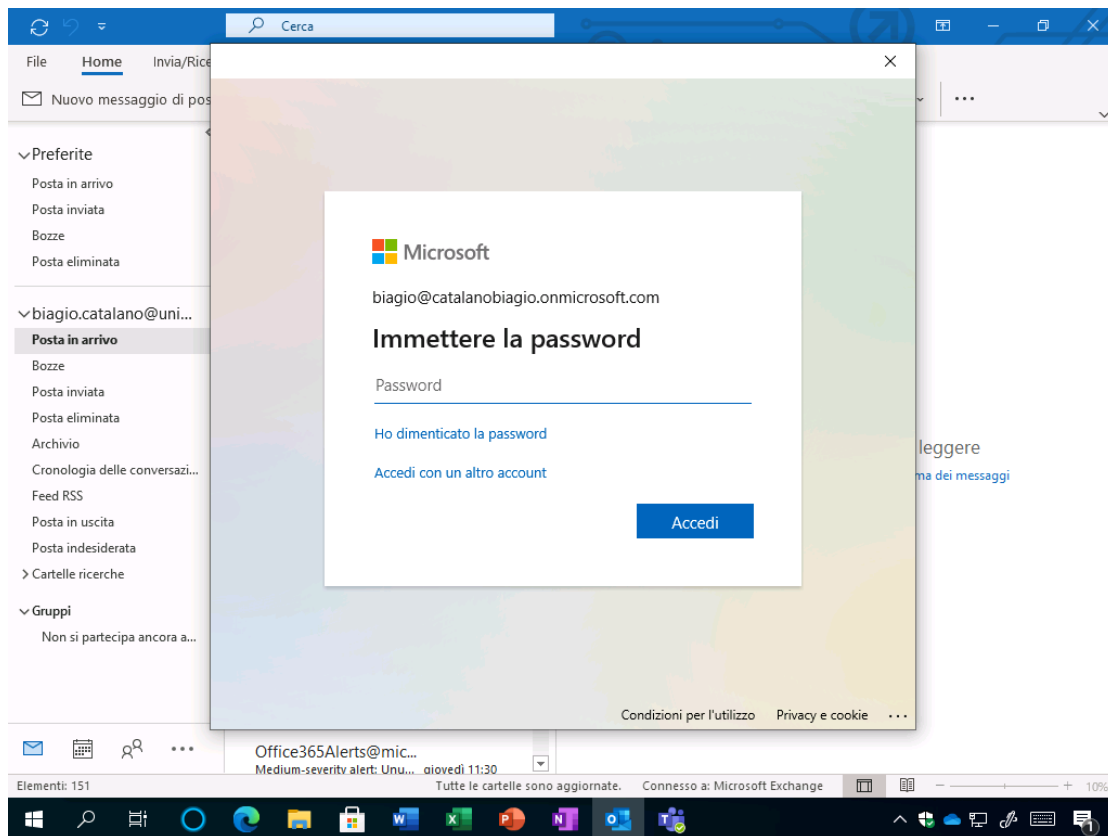 Cerca
File Home Invia/Rice
Nuovo messaggio di pos
Preferite
Posta in arrivo
Posta inviata
Bozze
Posta eliminata
biagio.catalano@uni...
Posta in arrivo
Bozze
Posta inviata
Posta eliminata
Archivio
Cronologia delle conversazi...
Feed RSS
Posta in uscita
Posta indesiderata
Cartelle ricerche
Gruppi
Non si partecipa ancora a...
Microsoft
biagio@catalanobiagio.onmicrosoft.com
Immettere la password
Password
Ho dimenticato la password
Accedi con un altro account
Accedi
Condizioni per l'utilizzo Privacy e cookie
leggere
ma dei messaggi
Office365Alerts@mic...
Medium-severity alert: Unu... giovedì 11:30
Elementi: 151 Tutte le cartelle sono aggiornate. Connesso a: Microsoft Exchange 10%